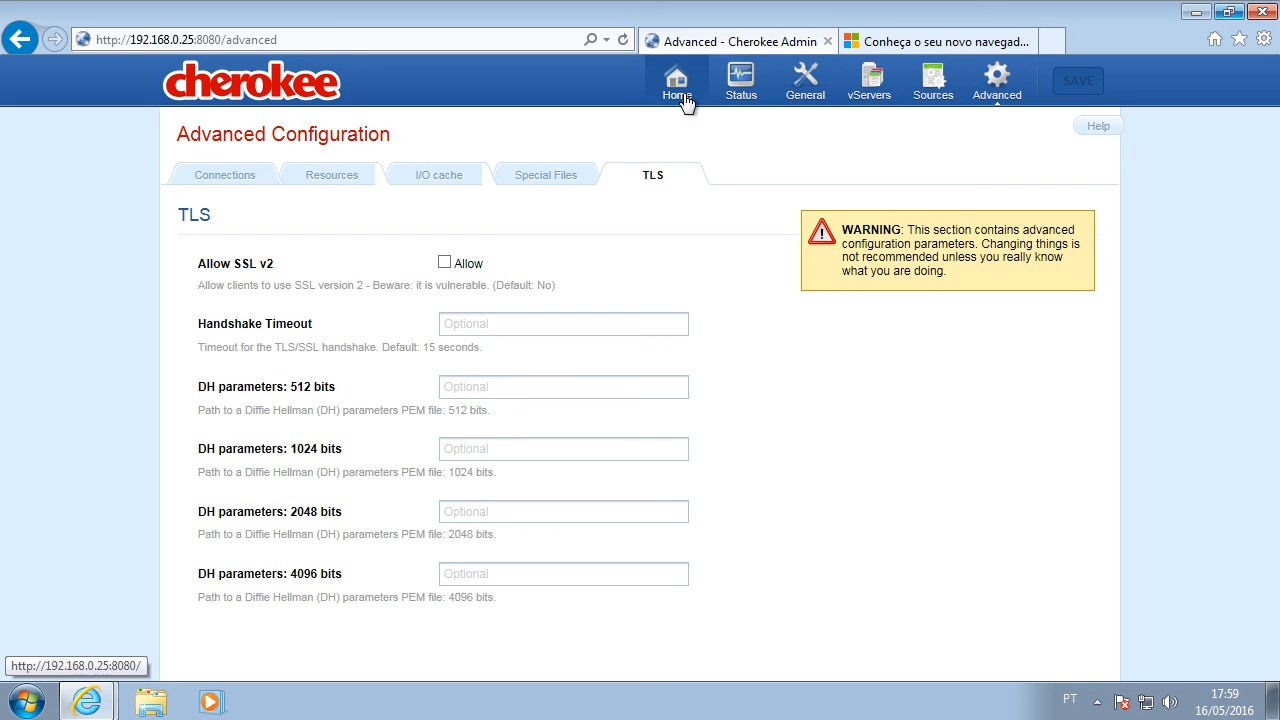 http://192.168.0.25:8080/advanced
Advanced - Cherokee Admin
Conheça o seu novo navegad...
cherokee
Home
Status
General
vServers
Sources
Advanced
SAVE
Advanced Configuration
Help
Connections
Resources
I/O cache
Special Files
TLS
TLS
WARNING: This section contains advanced
configuration parameters. Changing things is
not recommended unless you really know
what you are doing.
Allow SSL v2
Allow
Allow clients to use SSL version 2 - Beware: it is vulnerable. (Default: No)
Handshake Timeout
Optional
Timeout for the TLS/SSL handshake. Default: 15 seconds.
DH parameters: 512 bits
Optional
Path to a Diffie Hellman (DH) parameters PEM file: 512 bits.
DH parameters: 1024 bits
Optional
Path to a Diffie Hellman (DH) parameters PEM file: 1024 bits.
DH parameters: 2048 bits
Optional
Path to a Diffie Hellman (DH) parameters PEM file: 2048 bits.
DH parameters: 4096 bits
Optional
Path to a Diffie Hellman (DH) parameters PEM file: 4096 bits.
http://192.168.0.25:8080/
PT
17:59
16/05/2016